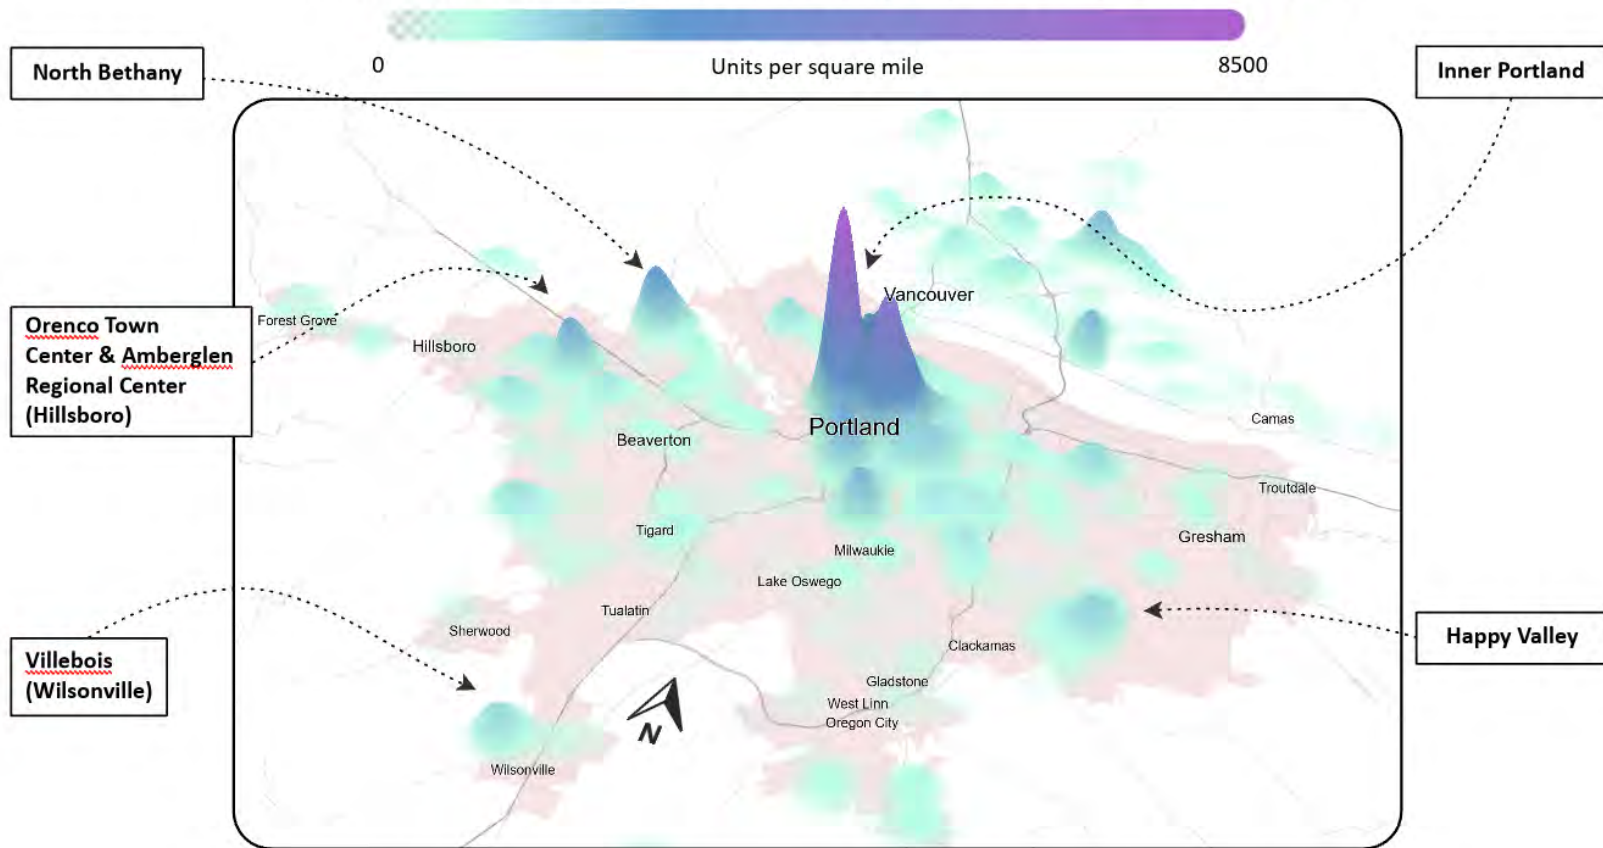 0
Units per square mile
8500
North Bethany
Inner Portland
Orenco Town
Center & Amberglen
Regional Center
(Hillsboro)
Villebois
(Wilsonville)
Happy Valley
Vancouver
Forest Grove
Hillsboro
Camas
Portland
Beaverton
Troutdale
Tigard
Gresham
Milwaukie
Lake Oswego
Tualatin
Sherwood
Clackamas
Gladstone
West Linn
Oregon City
N
Wilsonville